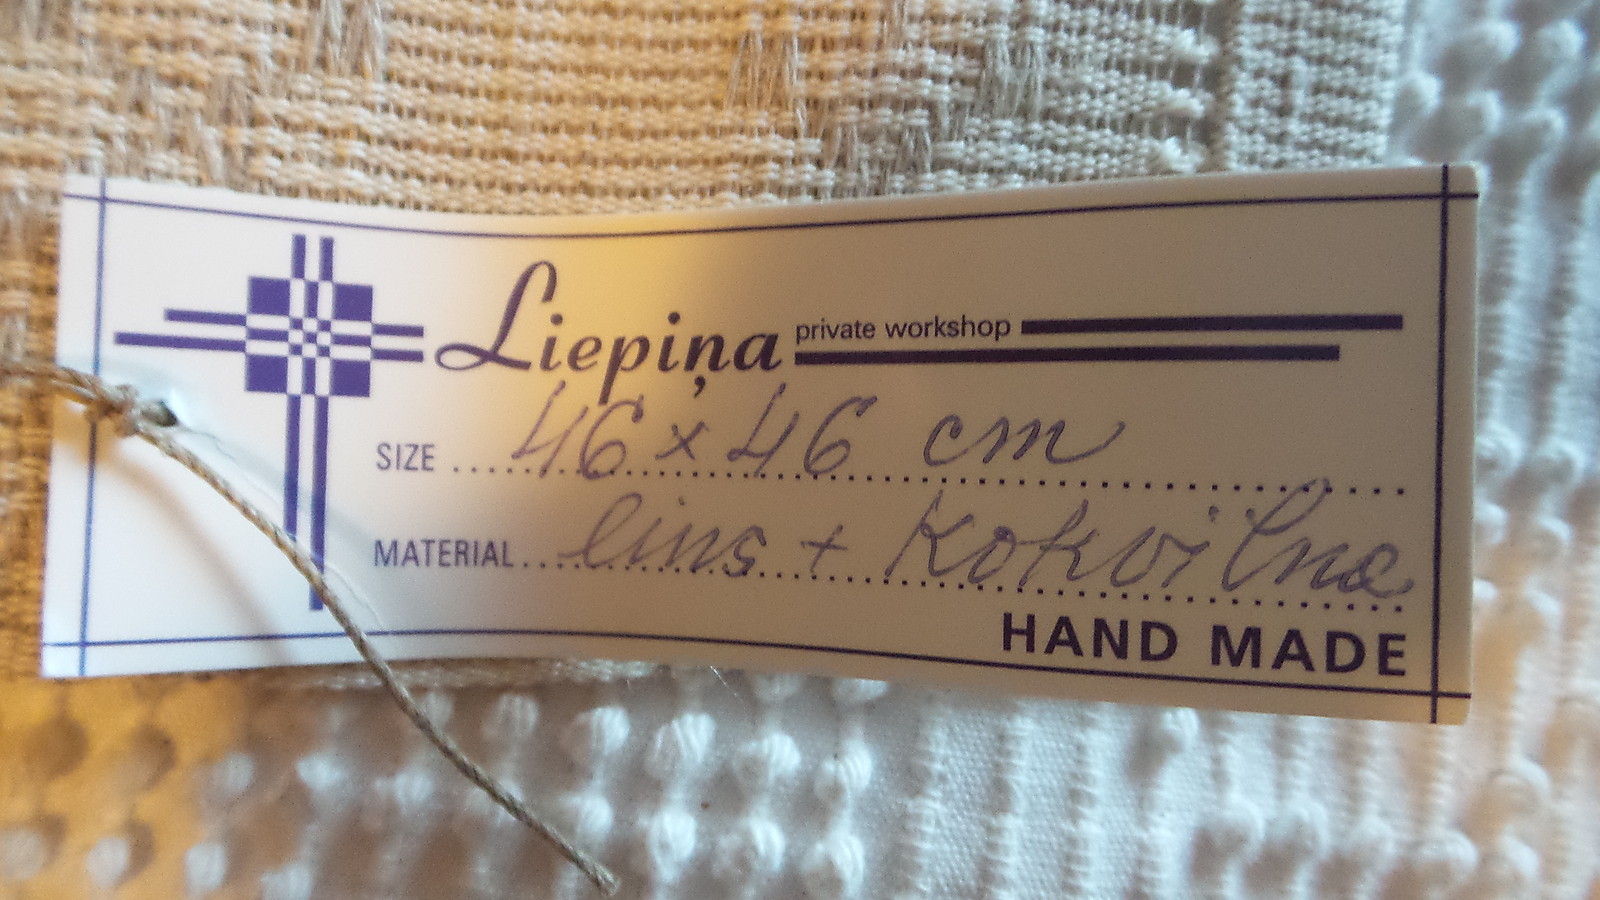 Liepiņa private workshop
SIZE .... 46 x 46 cm
MATERIAL... lins + Kokvilna
HAND MADE